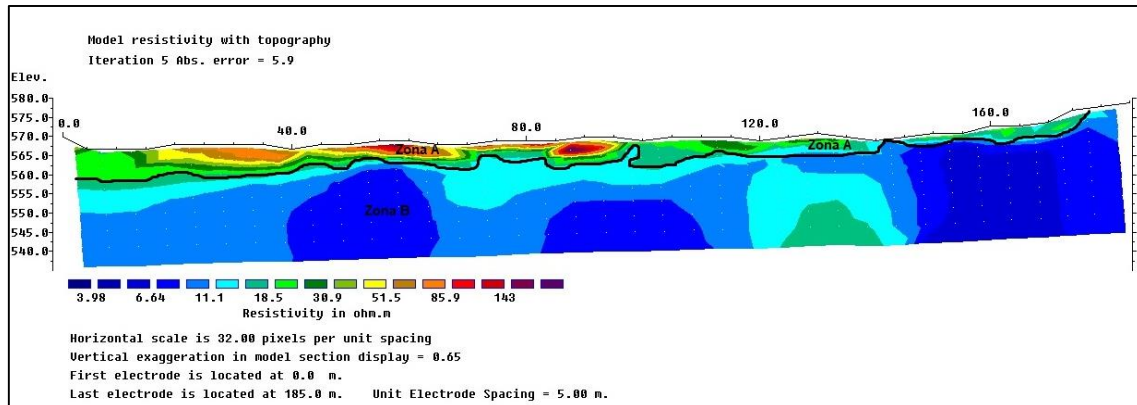 Model resistivity with topography
Iteration 5 Abs. error = 5.9
Elev.
580.0
575.0
570.0
565.0
560.0
555.0
550.0
545.0
540.0
0.0 40.0 80.0 120.0 160.0
Zona A Zona A
Zona B
3.98 6.64 11.1 18.5 30.9 51.5 85.9 143
Resistivity in ohm.m
Horizontal scale is 32.00 pixels per unit spacing
Vertical exaggeration in model section display = 0.65
First electrode is located at 0.0 m.
Last electrode is located at 185.0 m. Unit Electrode Spacing = 5.00 m.